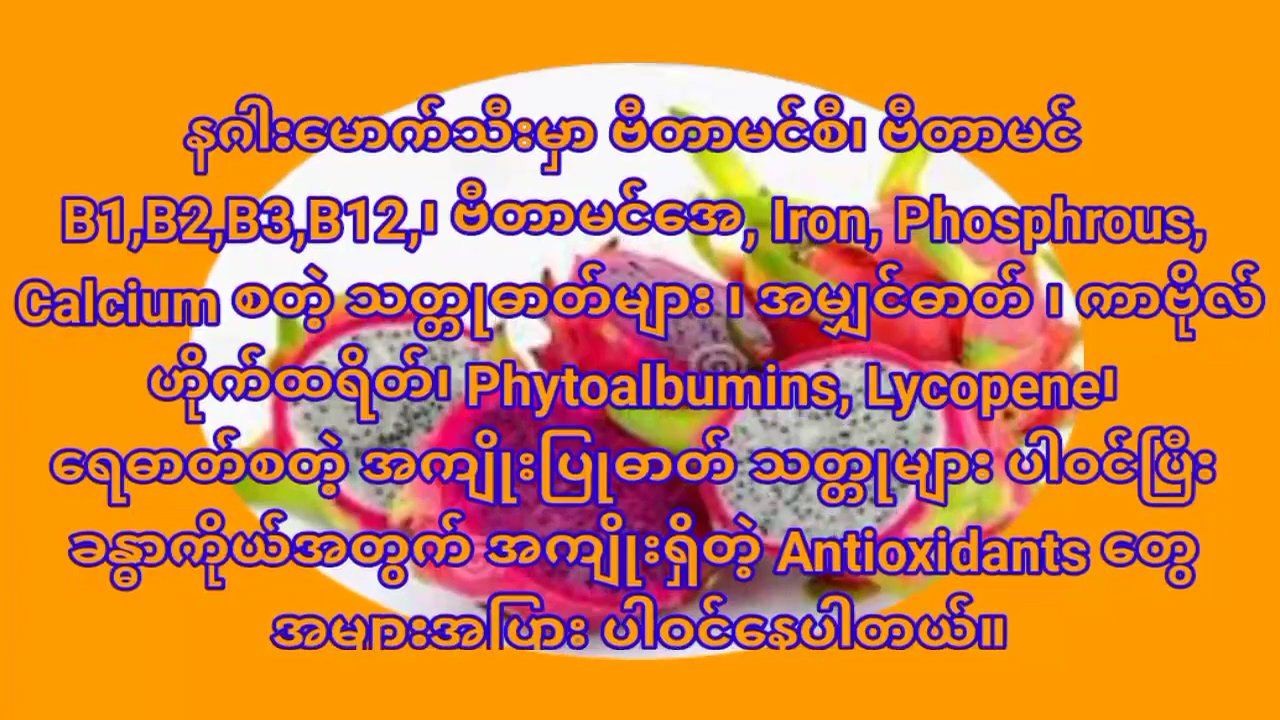 နဂါးမောက်သီးမှာ ဗီတာမင်စီ၊ ဗီတာမင်
B1,B2,B3,B12,၊ ဗီတာမင်အေ, Iron, Phosphrous,
Calcium စတဲ့ သတ္တုဓာတ်များ ၊ အမျှင်ဓာတ် ၊ ကာဗိုလ်
ဟိုက်ထရိတ်၊ Phytoalbumins, Lycopene၊
ရေဓာတ်စတဲ့ အကျိုးပြုဓာတ် သတ္တုများ ပါဝင်ပြီး
ခန္ဓာကိုယ်အတွက် အကျိုးရှိတဲ့ Antioxidants တွေ
အများအပြား ပါဝင်နေပါတယ်။